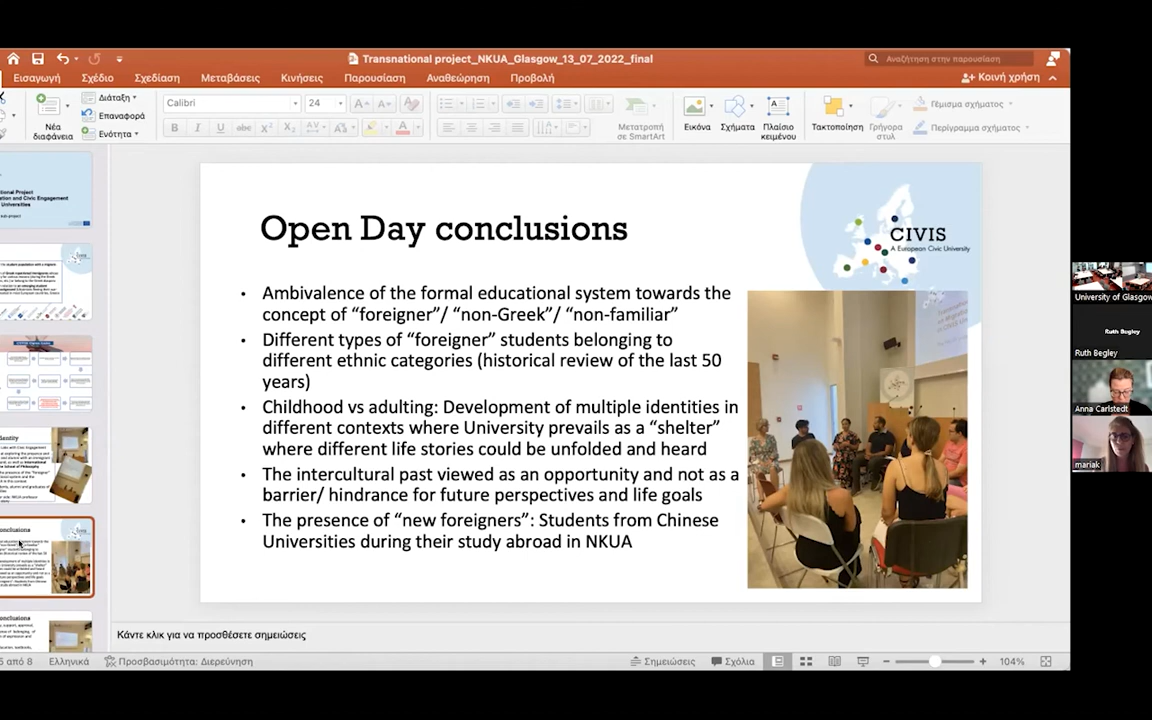 Transnational project_NKUA_Glasgow_13_07_2022_final
Αναζήτηση στην παρουσίαση
Εισαγωγή
Σχέδιο
Σχεδίαση
Μεταβάσεις
Κινήσεις
Παρουσίαση
Αναθεώρηση
Προβολή
Κοινή χρήση
Νέα
διαφάνεια
Διάταξη
Επαναφορά
Ενότητα
Calibri
24
Μετατροπή
σε SmartArt
Εικόνα
Σχήματα
Πλαίσιο
κειμένου
Τακτοποίηση
Γρήγορα
στυλ
Γέμισμα σχήματος
Περίγραμμα σχήματος
Open Day conclusions
CIVIS
A European Civic University
• Ambivalence of the formal educational system towards the
concept of “foreigner”/ “non-Greek”/ “non-familiar”
• Different types of “foreigner” students belonging to
different ethnic categories (historical review of the last 50
years)
• Childhood vs adulting: Development of multiple identities in
different contexts where University prevails as a “shelter”
where different life stories could be unfolded and heard
• The intercultural past viewed as an opportunity and not as a
barrier/ hindrance for future perspectives and life goals
• The presence of “new foreigners”: Students from Chinese
Universities during their study abroad in NKUA
Κάντε κλικ για να προσθέσετε σημειώσεις
5 από 8
Ελληνικά
Προσβασιμότητα: Διερεύνηση
Σημειώσεις
Σχόλια
104%
University of Glasgow
Ruth Begley
Ruth Begley
Anna Carlstedt
mariak